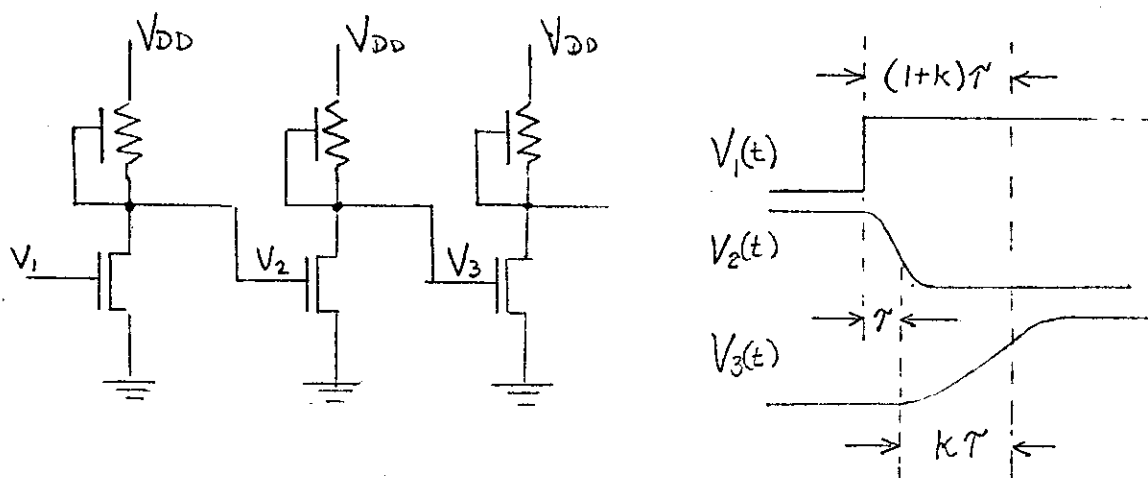 VDD
VDD
VDD
V1
V2
V3
(1+k)τ
V1(t)
V2(t)
τ
V3(t)
kτ